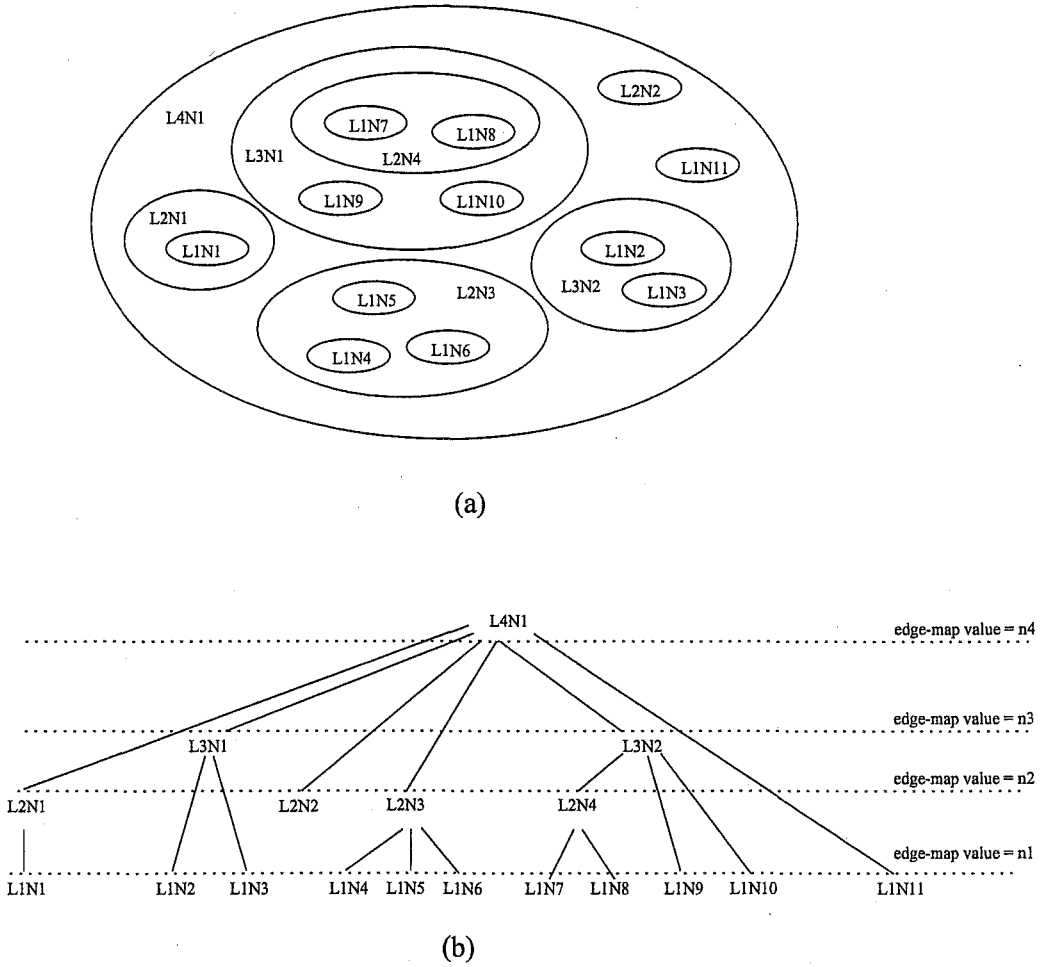 L2N2
L4N1
L1N7
L1N8
L2N4
L3N1
L1N11
L1N9
L1N10
L2N1
L1N1
L1N2
L3N2
L1N3
L1N5
L2N3
L1N4
L1N6
(a)
L4N1
edge-map value = n4
edge-map value = n3
L3N1
L3N2
edge-map value = n2
L2N1
L2N2
L2N3
L2N4
edge-map value = n1
L1N1
L1N2
L1N3
L1N4
L1N5
L1N6
L1N7
L1N8
L1N9
L1N10
L1N11
(b)